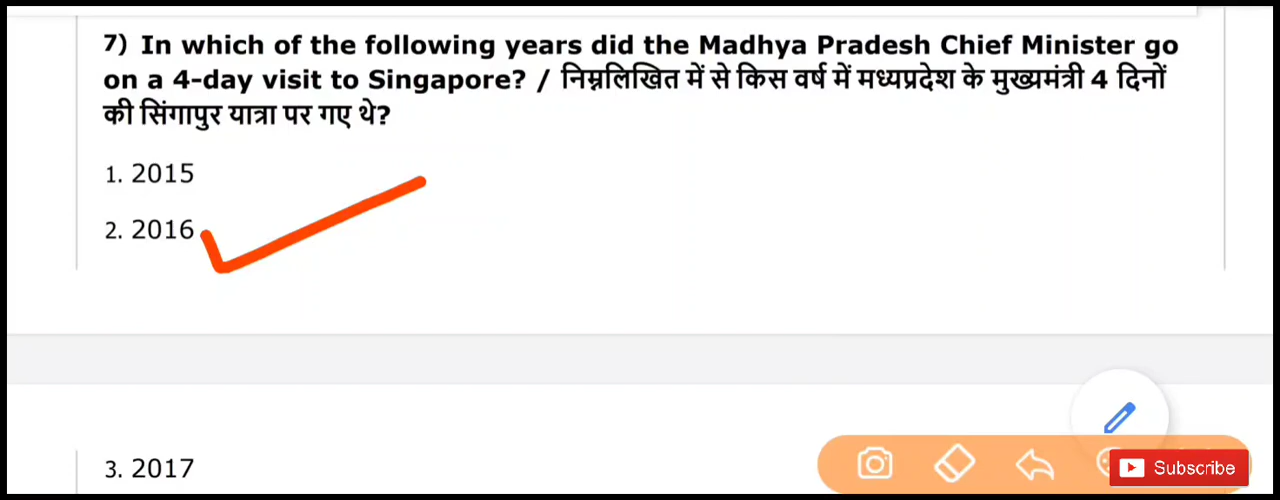 7) In which of the following years did the Madhya Pradesh Chief Minister go
on a 4-day visit to Singapore? / निम्नलिखित में से किस वर्ष में मध्यप्रदेश के मुख्यमंत्री 4 दिनों
की सिंगापुर यात्रा पर गए थे?
1. 2015
2. 2016
3. 2017
Subscribe